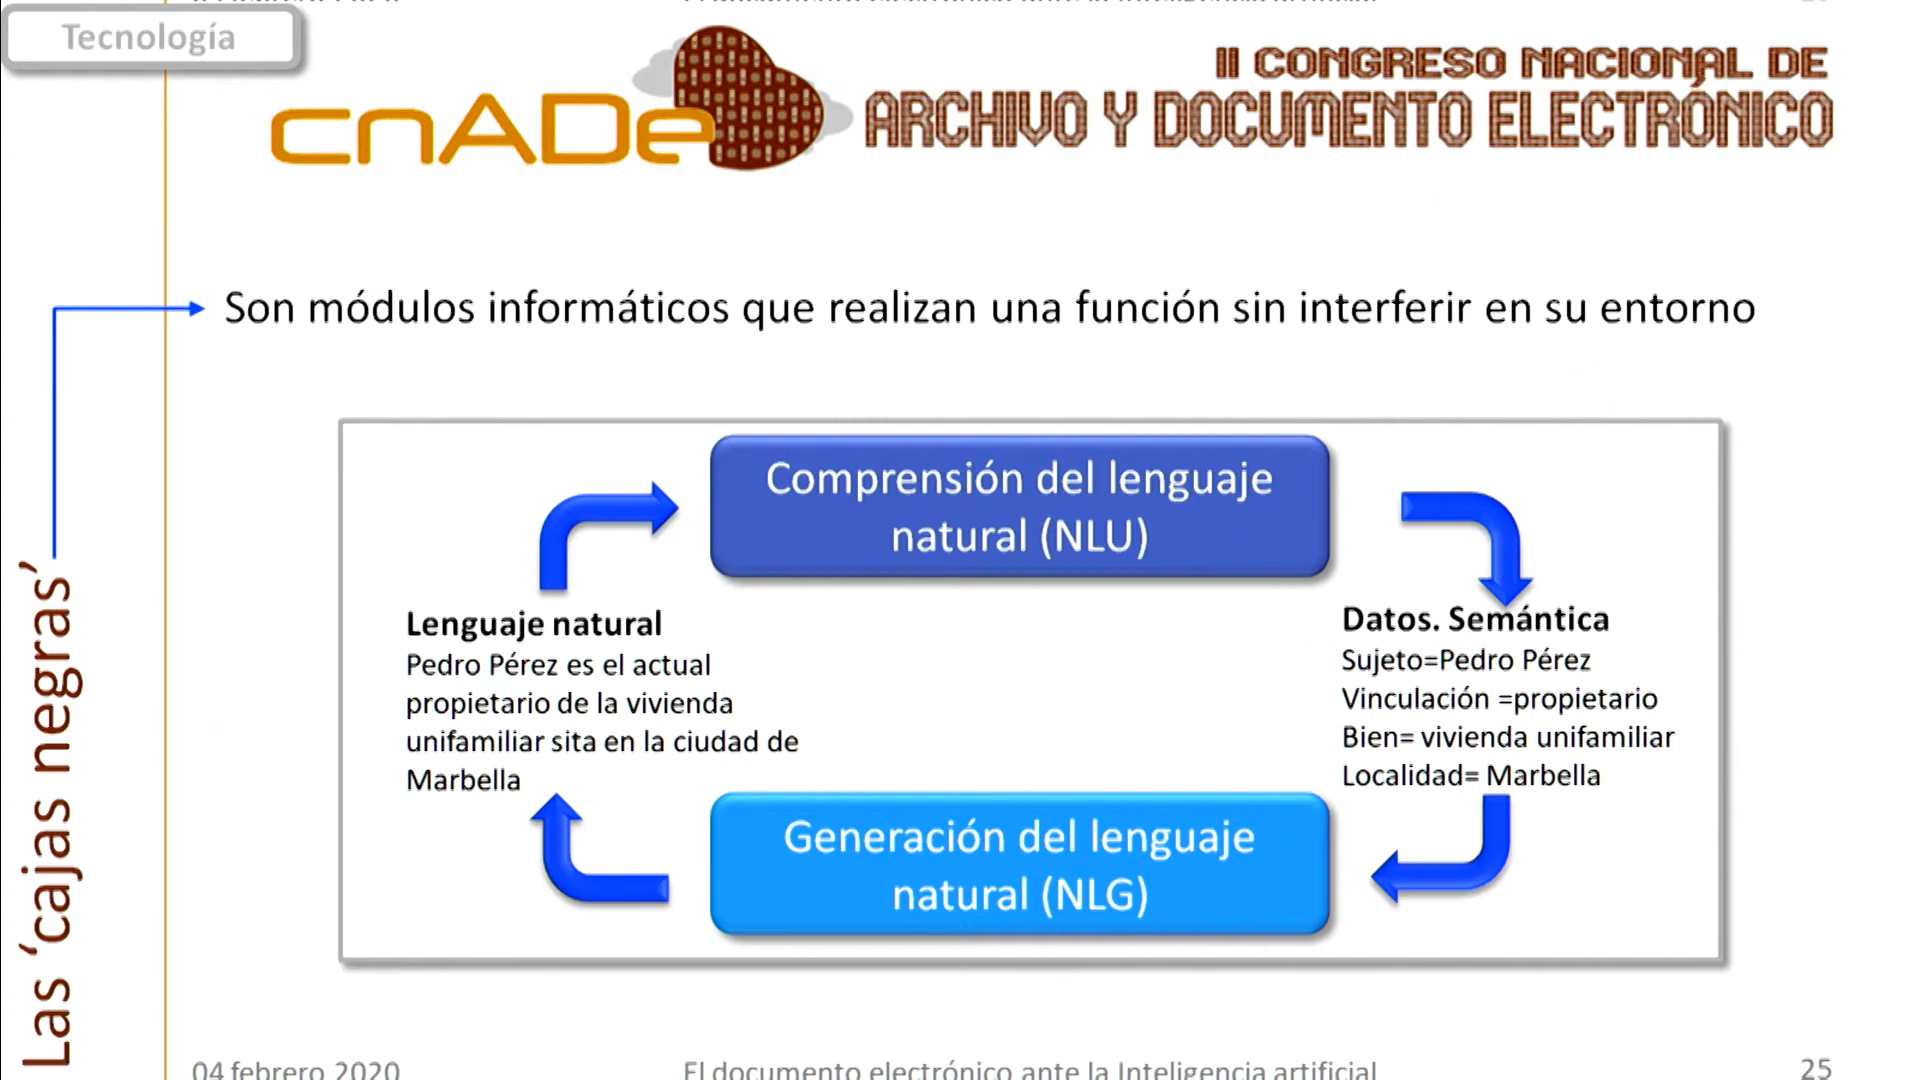 Tecnología
cnADe
II CONGRESO NACIONAL DE
ARCHIVO Y DOCUMENTO ELECTRÓNICO
Son módulos informáticos que realizan una función sin interferir en su entorno
Las ‘cajas negras’
Comprensión del lenguaje
natural (NLU)
Lenguaje natural
Pedro Pérez es el actual
propietario de la vivienda
unifamiliar sita en la ciudad de
Marbella
Datos. Semántica
Sujeto=Pedro Pérez
Vinculación =propietario
Bien= vivienda unifamiliar
Localidad= Marbella
Generación del lenguaje
natural (NLG)
04 febrero 2020
El documento electrónico ante la Inteligencia artificial
25